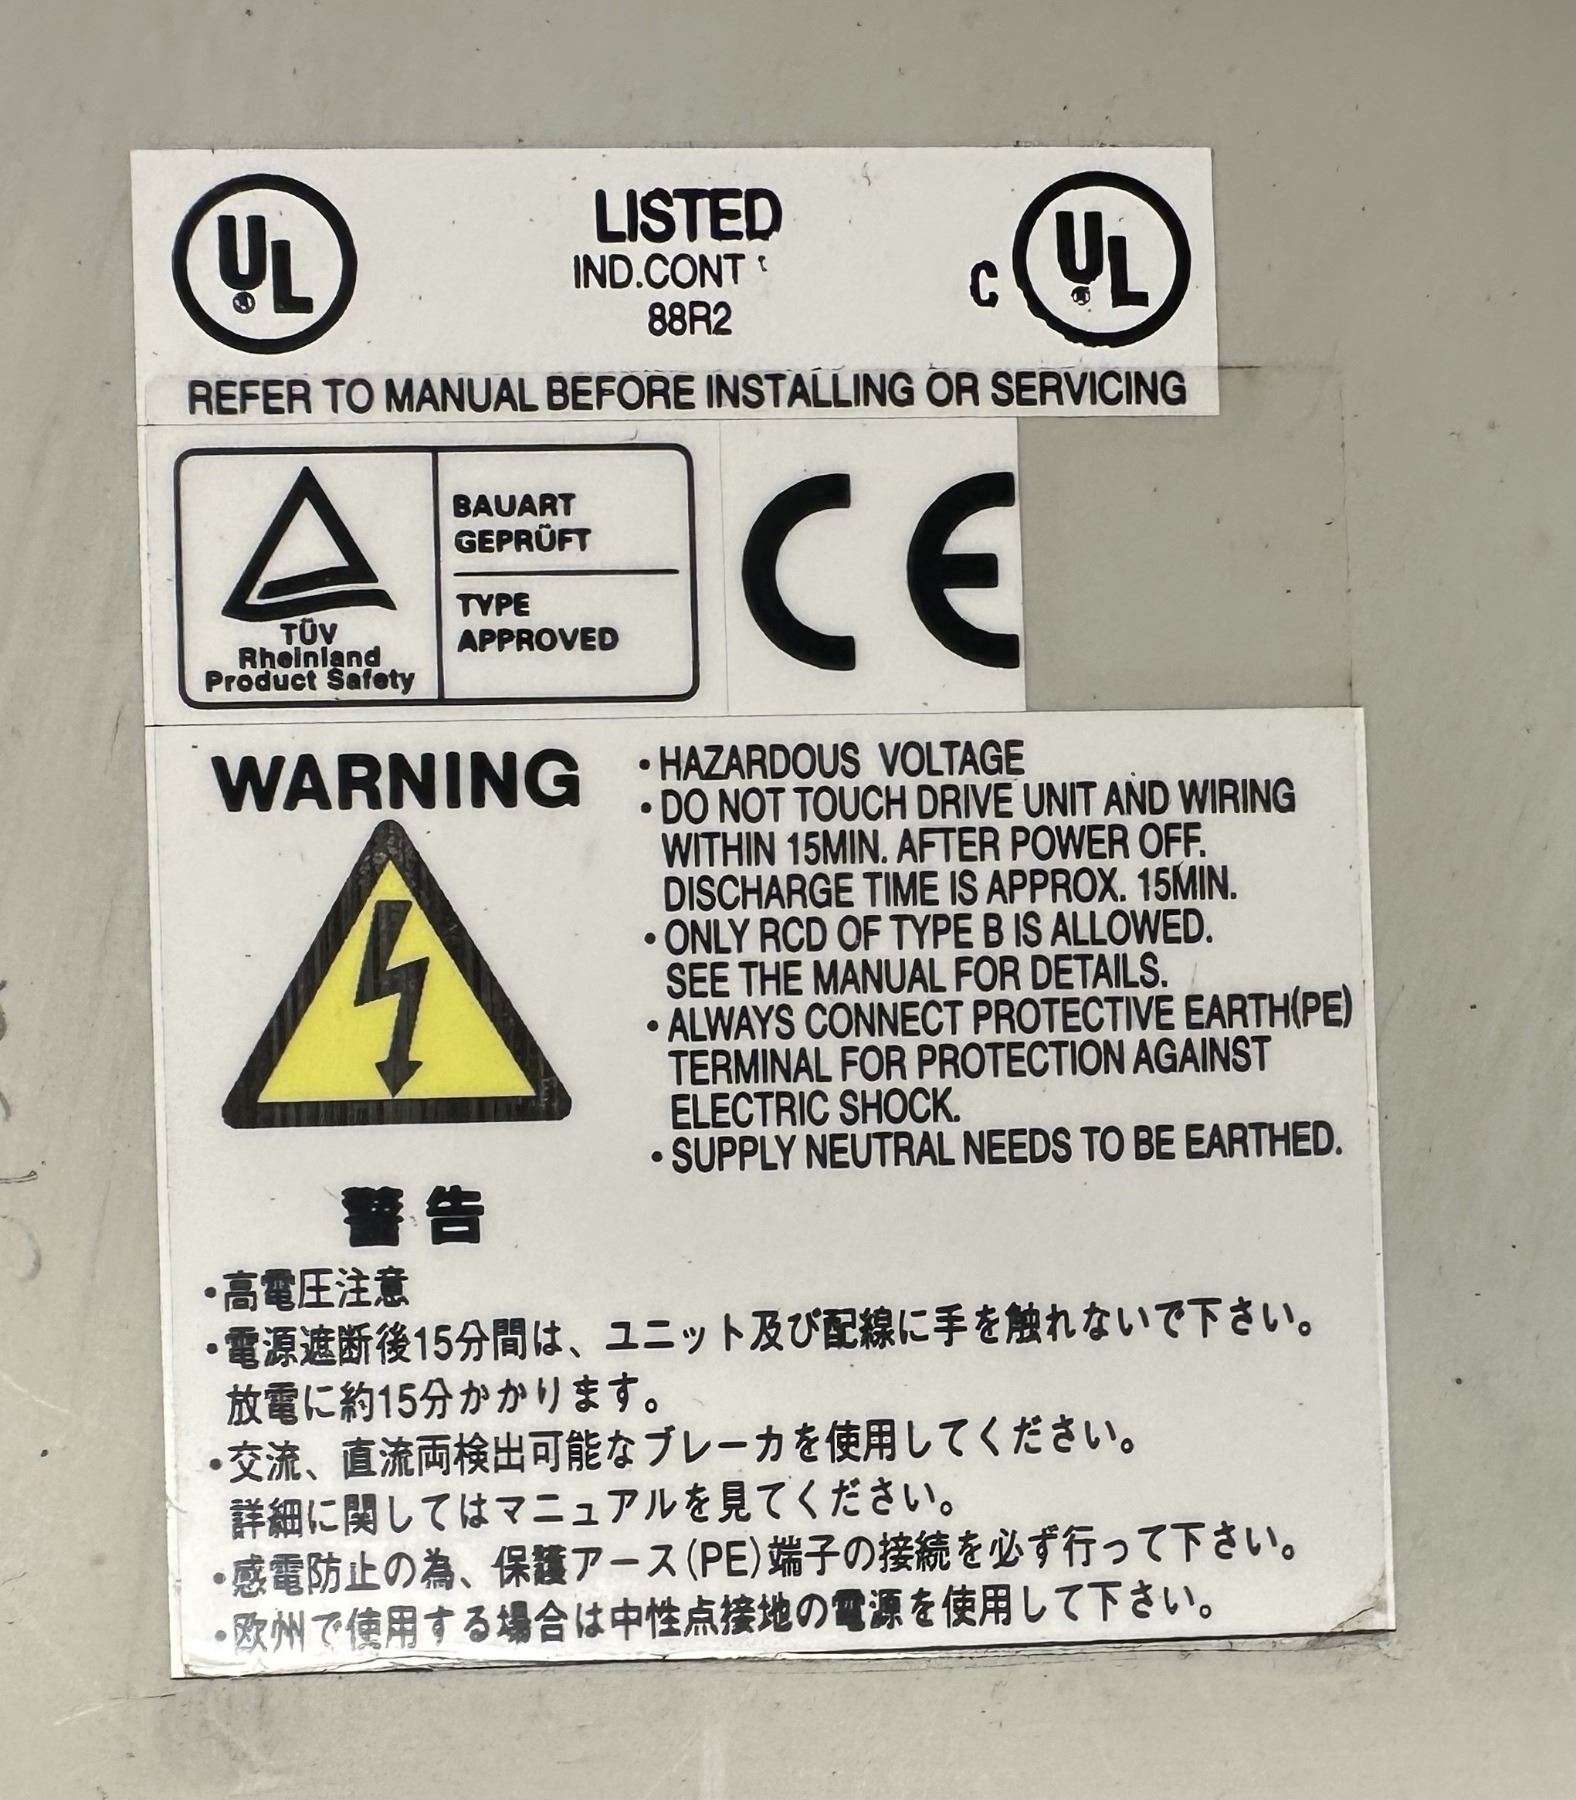 UL
LISTED
C UL
IND.CONT
88R2
REFER TO MANUAL BEFORE INSTALLING OR SERVICING
TÜV
Rheinland
Product Safety
BAUART
GEPRÜFT
TYPE
APPROVED
CE
WARNING
・HAZARDOUS VOLTAGE
・DO NOT TOUCH DRIVE UNIT AND WIRING
WITHIN 15MIN. AFTER POWER OFF.
DISCHARGE TIME IS APPROX. 15MIN.
・ONLY RCD OF TYPE B IS ALLOWED.
SEE THE MANUAL FOR DETAILS.
・ALWAYS CONNECT PROTECTIVE EARTH(PE)
TERMINAL FOR PROTECTION AGAINST
ELECTRIC SHOCK.
・SUPPLY NEUTRAL NEEDS TO BE EARTHED.
警告
・高電圧注意
・電源遮断後15分間は、ユニット及び配線に手を触れないで下さい。
放電に約15分かかります。
・交流、直流両検出可能なブレーカを使用してください。
詳細に関してはマニュアルを見てください。
・感電防止の為、保護アース(PE)端子の接続を必ず行って下さい。
・欧州で使用する場合は中性点接地の電源を使用して下さい。